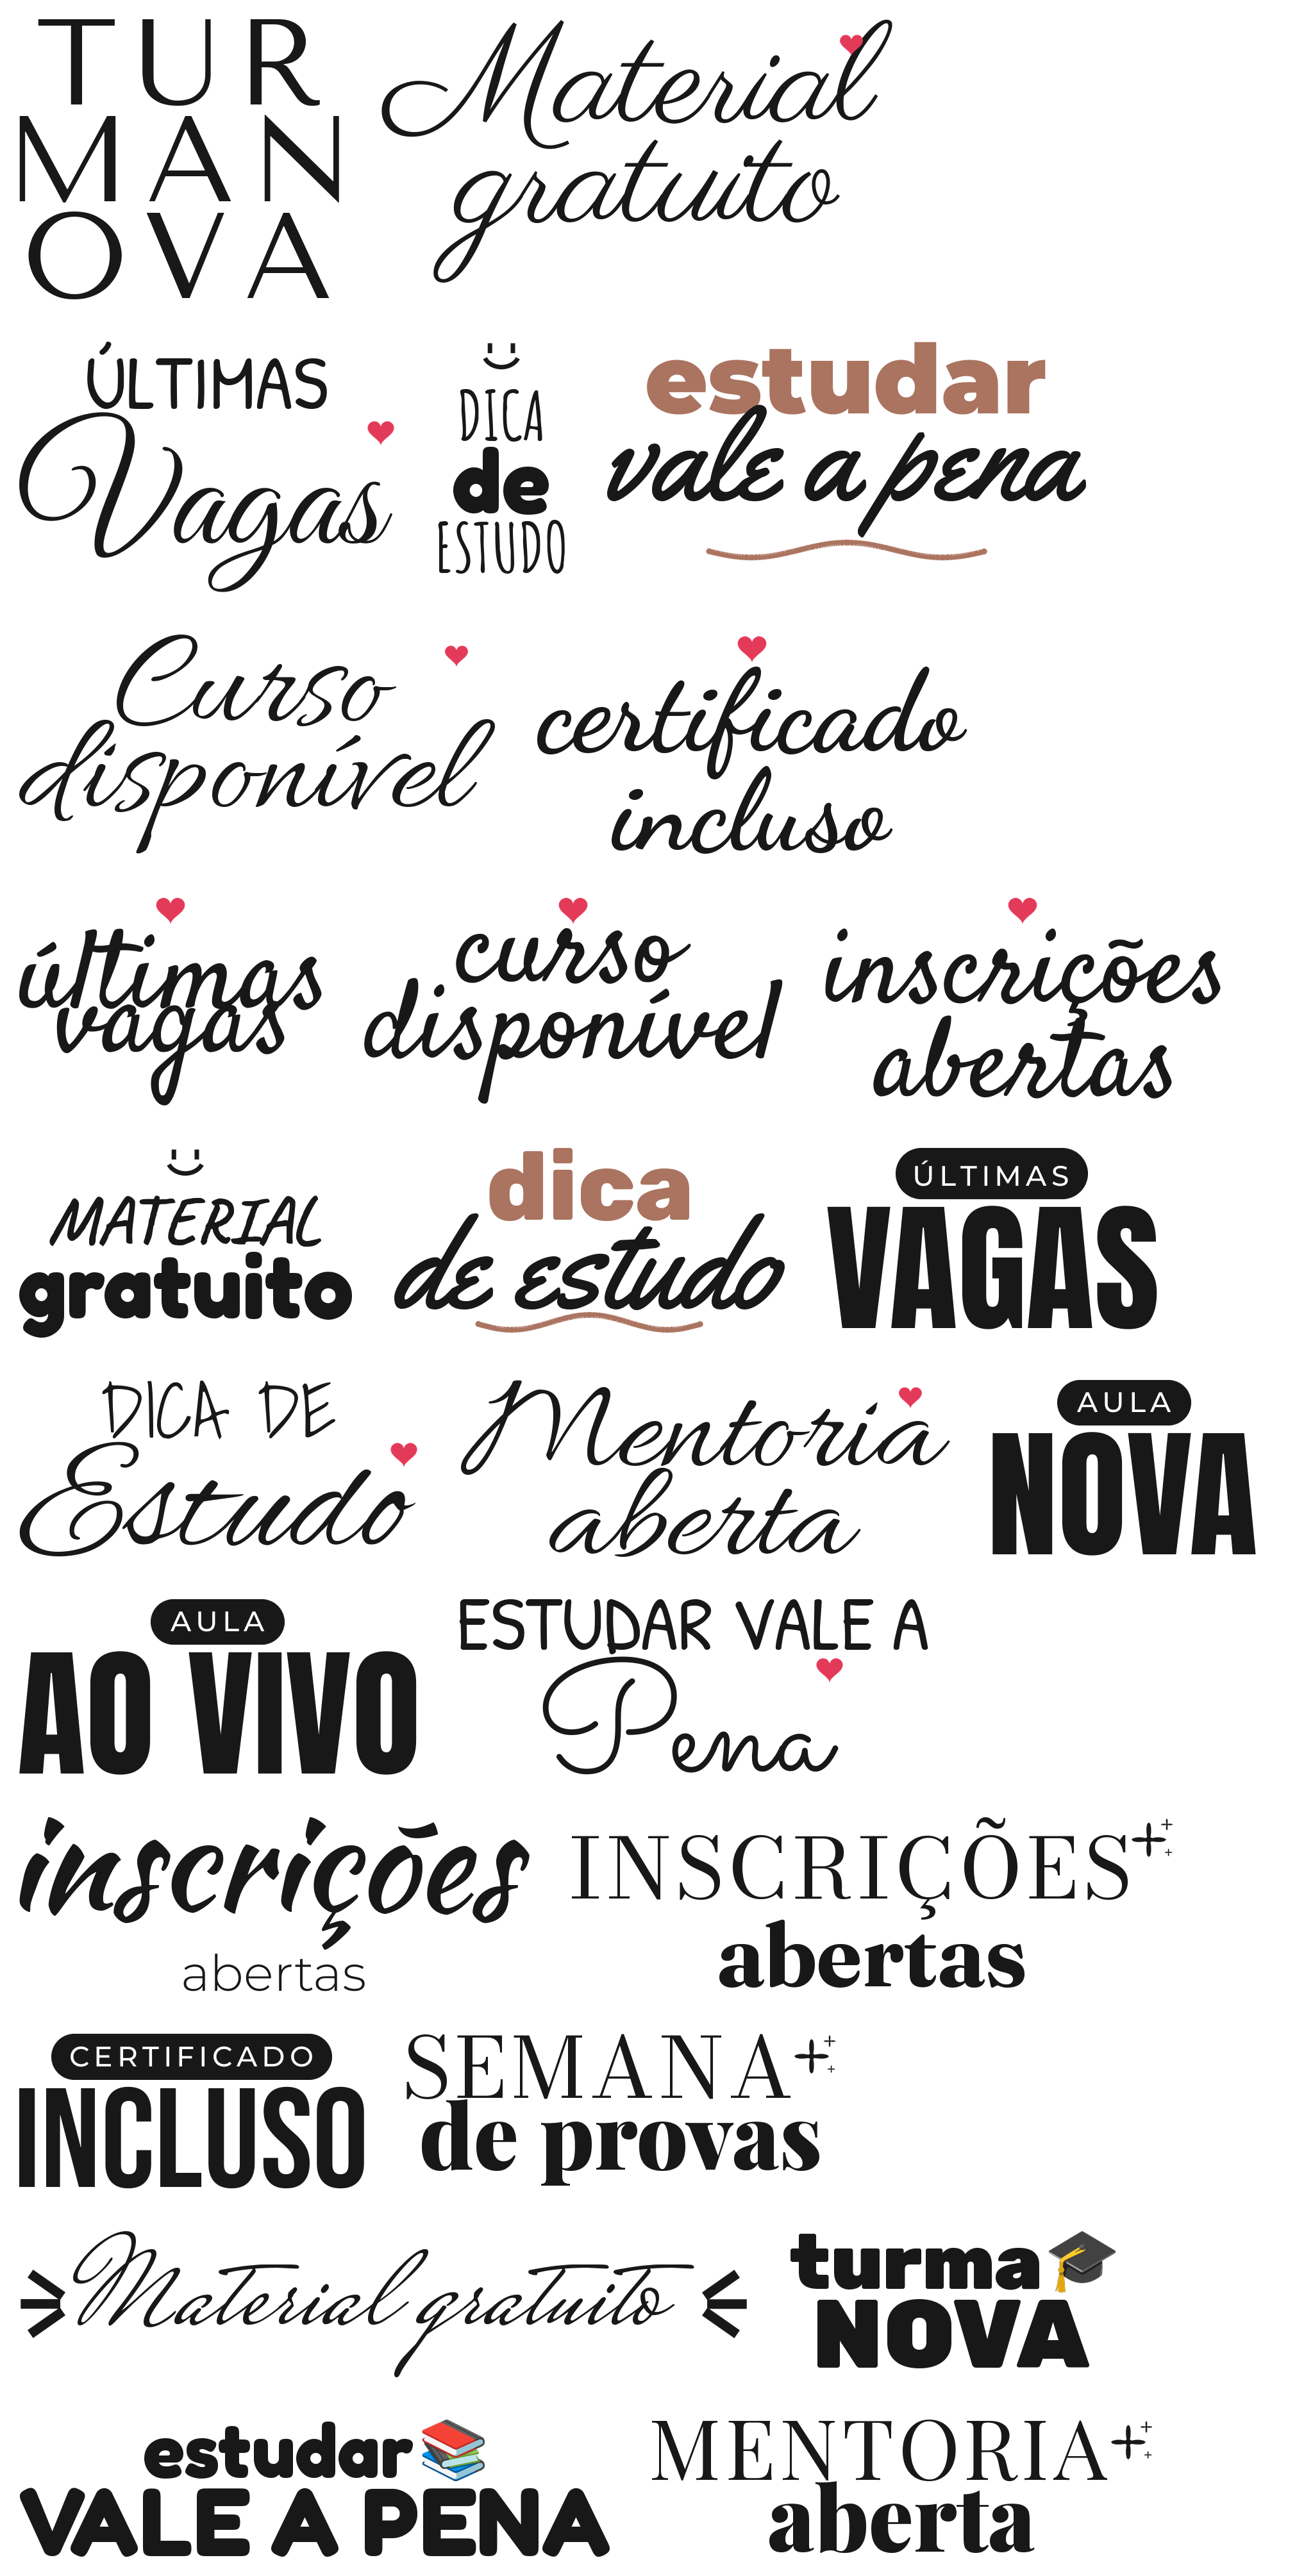 TUR
MAN
OVA
Material
gratuito
ÚLTIMAS
Vagas
DICA
de
ESTUDO
estudar
vale a pena
Curso
disponível
certificado
incluso
últimas
vagas
curso
disponível
inscrições
abertas
MATERIAL
gratuito
dica
de estudo
ÚLTIMAS
VAGAS
DICA DE
Estudo
Mentoria
aberta
AULA
NOVA
AULA
AO VIVO
ESTUDAR VALE A
Pena
inscrições
abertas
INSCRIÇÕES
abertas
CERTIFICADO
INCLUSO
SEMANA
de provas
Material gratuito
turma
NOVA
estudar
VALE A PENA
MENTORIA
aberta